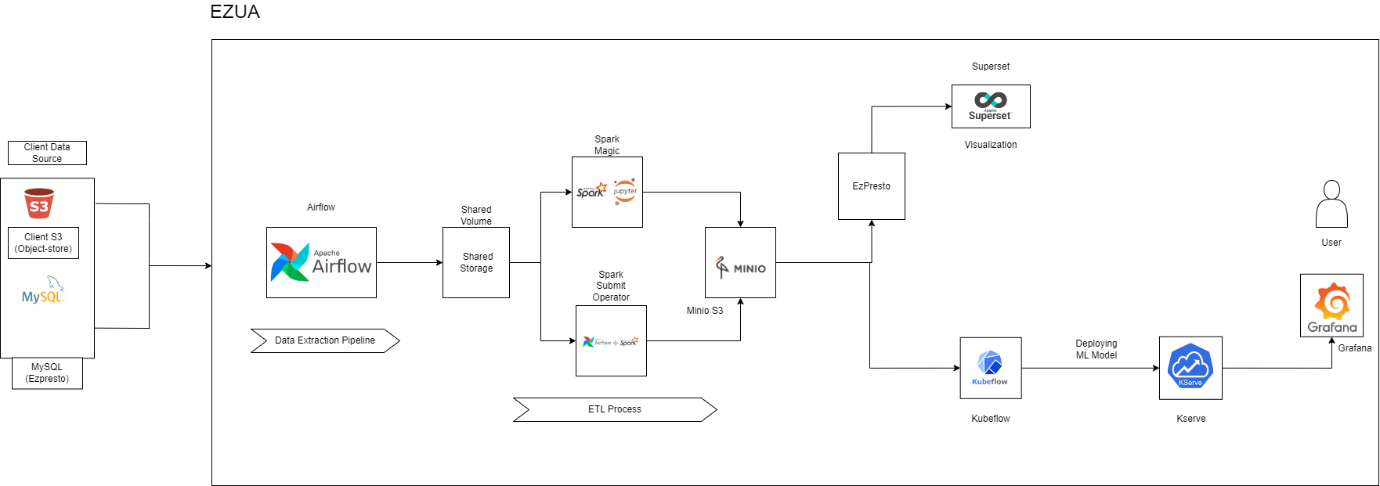 EZUA
Client Data
Source
S3
Client S3
(Object-store)
MySQL
MySQL
(Ezpresto)
Airflow
Apache
Airflow
Data Extraction Pipeline
Shared
Volume
Shared
Storage
Spark
Magic
Spark
jupyter
Spark
Submit
Operator
Airflow + Spark
ETL Process
MINIO
Minio S3
EzPresto
Superset
Superset
Visualization
Kubeflow
Kubeflow
Deploying
ML Model
KServe
Kserve
User
Grafana
Grafana